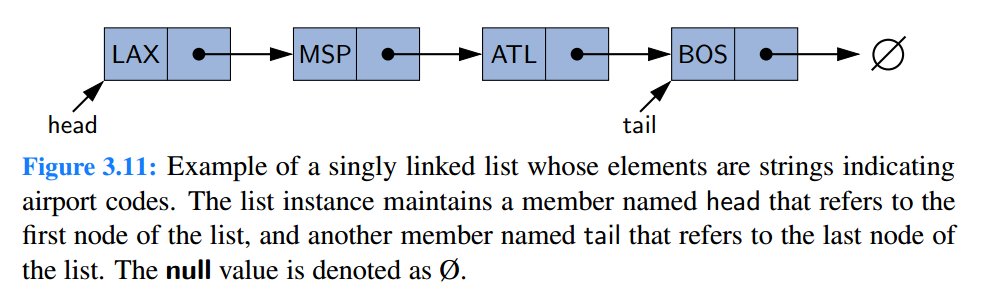 LAX MSP ATL BOS Ø
head tail
Figure 3.11: Example of a singly linked list whose elements are strings indicating
airport codes. The list instance maintains a member named head that refers to the
first node of the list, and another member named tail that refers to the last node of
the list. The null value is denoted as Ø.